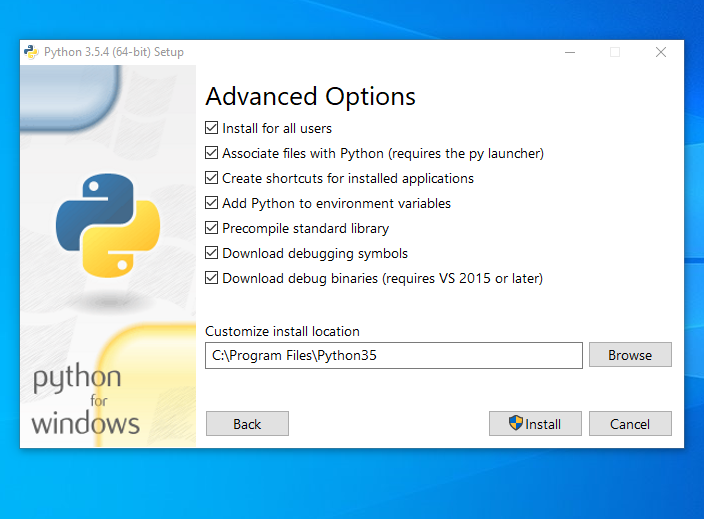 Python 3.5.4 (64-bit) Setup
Advanced Options
Install for all users
Associate files with Python (requires the py launcher)
Create shortcuts for installed applications
Add Python to environment variables
Precompile standard library
Download debugging symbols
Download debug binaries (requires VS 2015 or later)
Customize install location
C:\Program Files\Python35
Browse
python
for
windows
Back
Install
Cancel